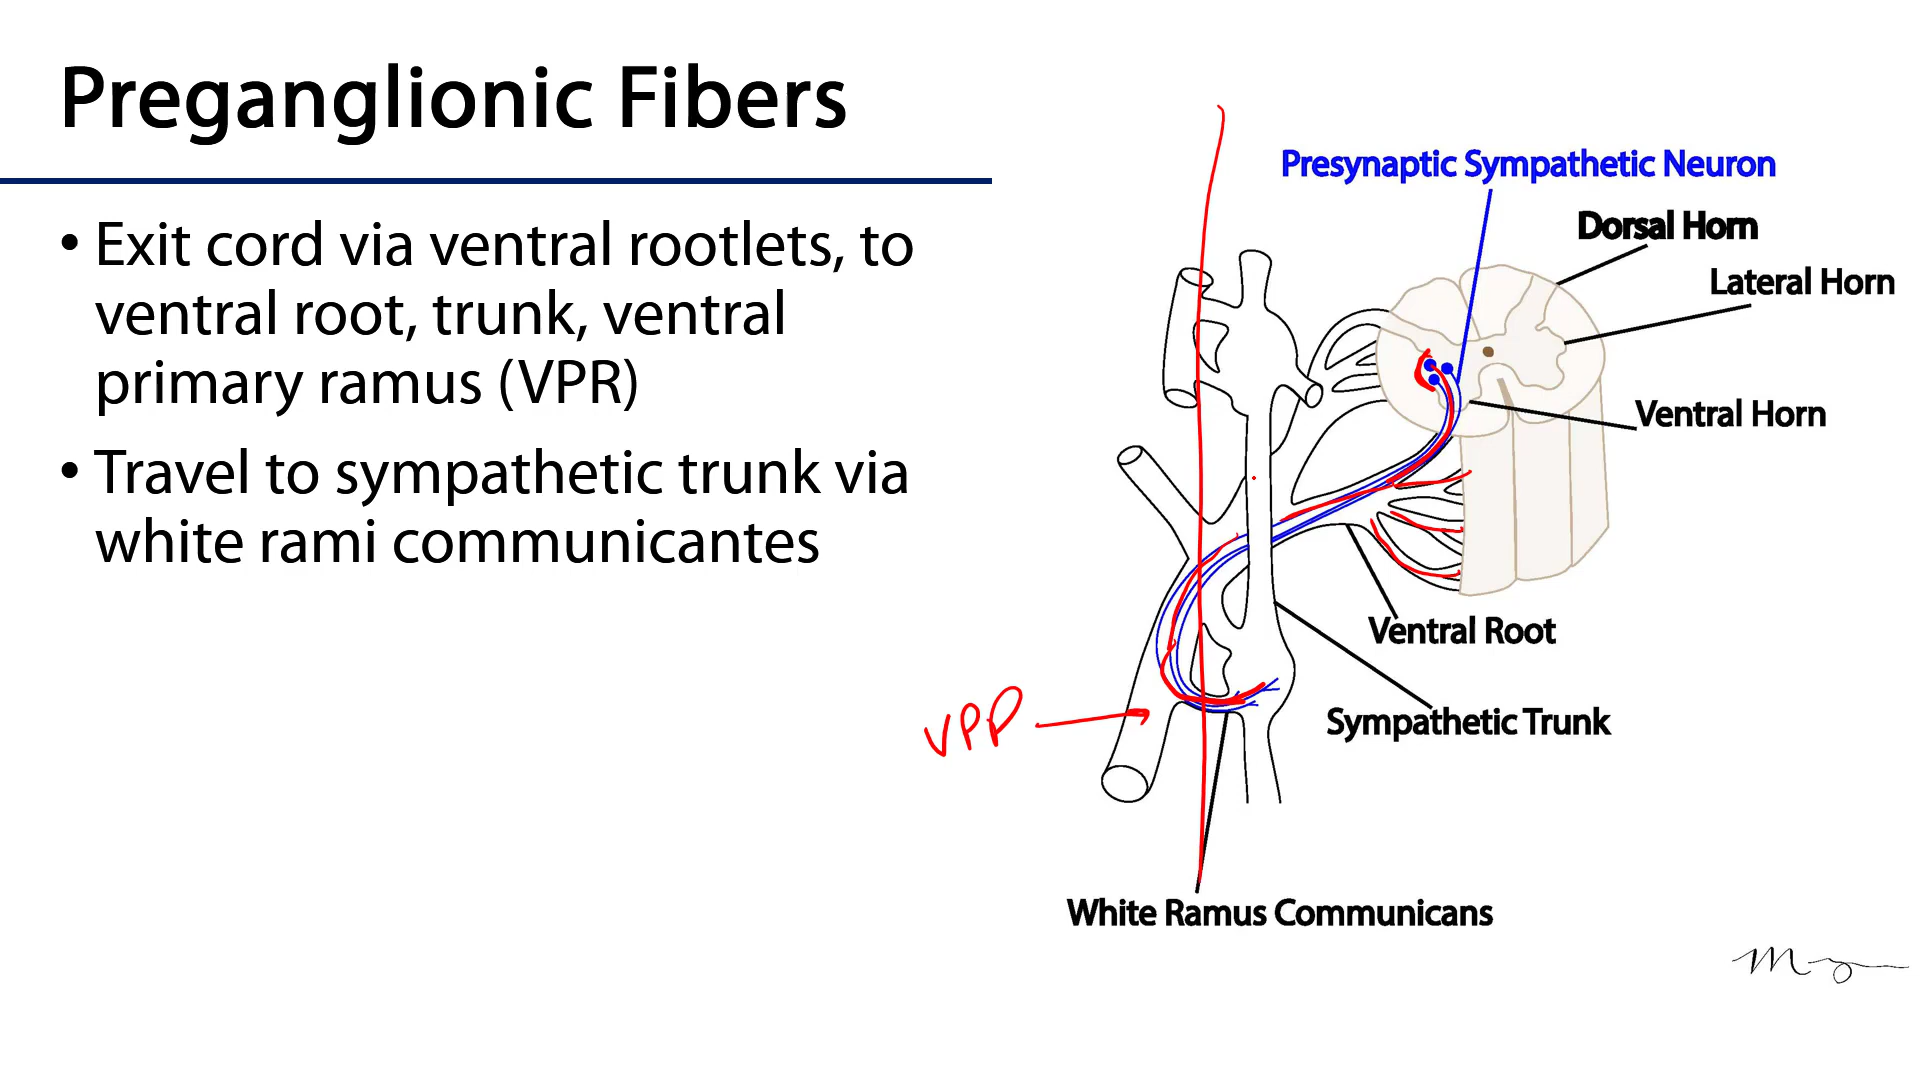 Preganglionic Fibers
• Exit cord via ventral rootlets, to
ventral root, trunk, ventral
primary ramus (VPR)
• Travel to sympathetic trunk via
white rami communicantes
Presynaptic Sympathetic Neuron
Dorsal Horn
Lateral Horn
Ventral Horn
Ventral Root
Sympathetic Trunk
White Ramus Communicans